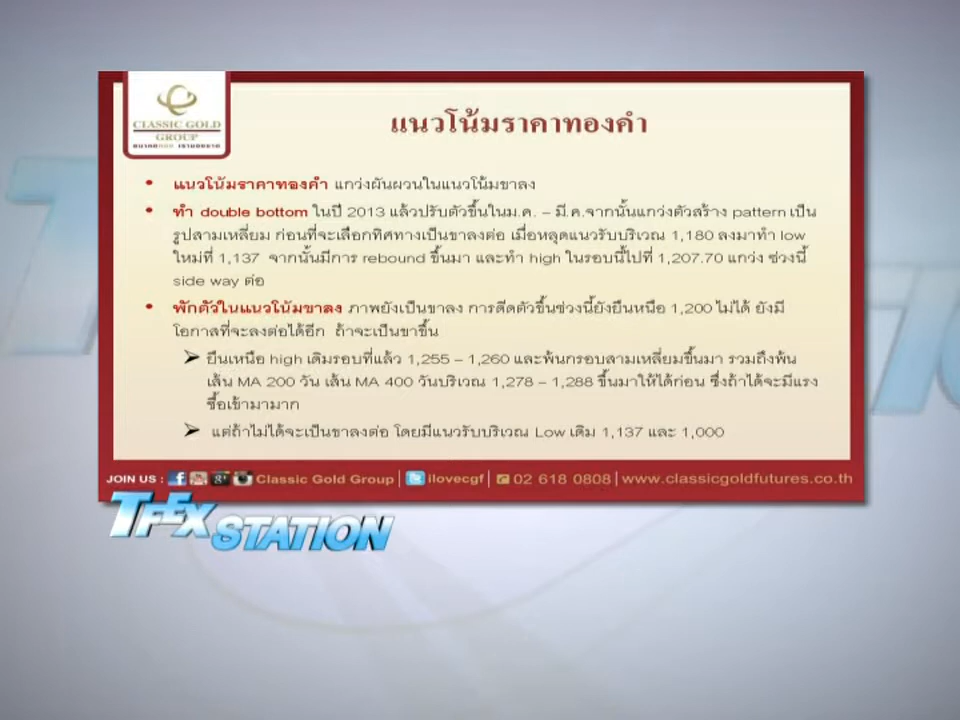 CLASSIC GOLD
GROUP
แนวโน้มราคาทองคำ
• แนวโน้มราคาทองคำ แกว่งผันผวนในแนวโน้มขาลง
• ทำ double bottom ในปี 2013 แล้วปรับตัวขึ้นในม.ค. – มี.ค.จากนั้นแกว่งตัวสร้าง pattern เป็น
รูปสามเหลี่ยม ก่อนที่จะเลือกทิศทางเป็นขาลงต่อ เมื่อหลุดแนวรับบริเวณ 1,180 ลงมาทำ low
ใหม่ที่ 1,137 จากนั้นมีการ rebound ขึ้นมา และทำ high ในรอบนี้ไปที่ 1,207.70 แกว่ง ช่วงนี้
side way ต่อ
• พักตัวในแนวโน้มขาลง ภาพยังเป็นขาลง การดีดตัวขึ้นช่วงนี้ยังยืนหนือ 1,200 ไม่ได้ ยังมี
โอกาสที่จะลงต่อได้อีก ถ้าจะเป็นขาขึ้น
➤ ยืนเหนือ high เดิมรอบที่แล้ว 1,255 – 1,260 และพ้นกรอบสามเหลี่ยมขึ้นมา รวมถึงพ้น
เส้น MA 200 วัน เส้น MA 400 วันบริเวณ 1,278 – 1,288 ขึ้นมาให้ได้ก่อน ซึ่งถ้าได้จะมีแรง
ซื้อเข้ามามาก
➤ แต่ถ้าไม่ได้จะเป็นขาลงต่อ โดยมีแนวรับบริเวณ Low เดิม 1,137 และ 1,000
JOIN US : Classic Gold Group | ilovecgf | 02 618 0808 | www.classicgoldfutures.co.th
TFEX STATION